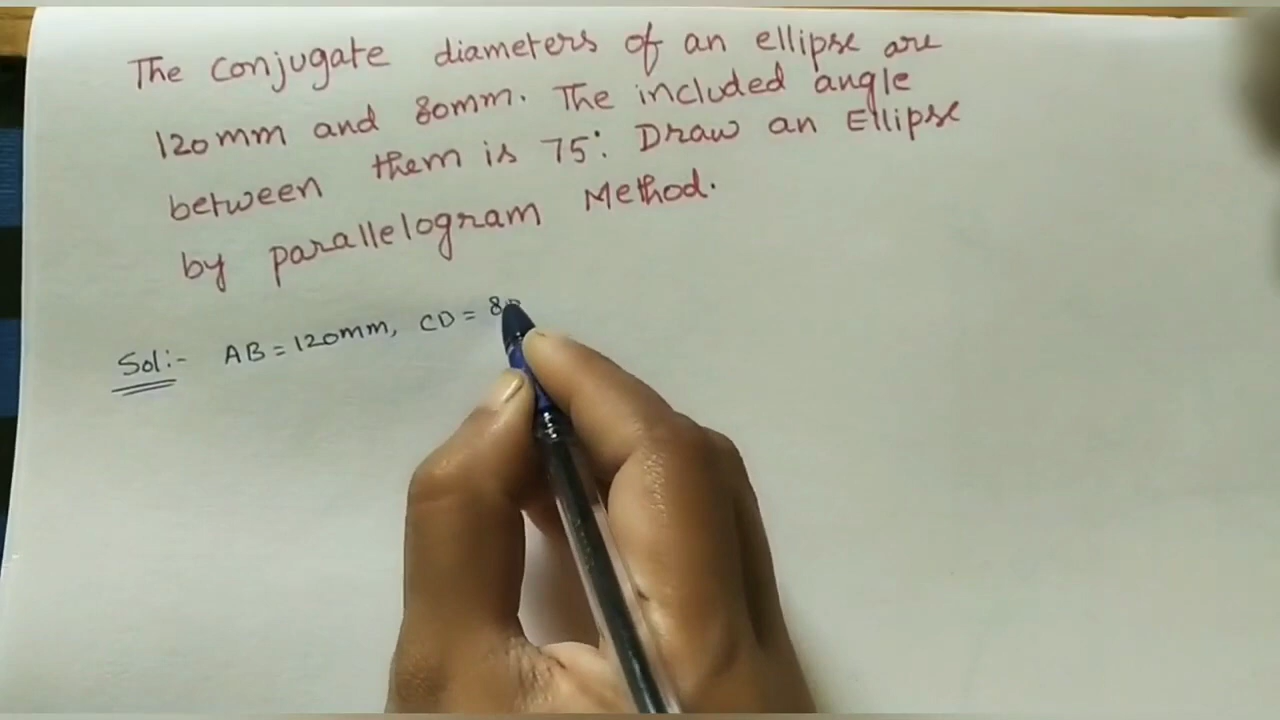 The conjugate diameters of an ellipse are
120mm and 80mm. The included angle
between them is 75°. Draw an Ellipse
by parallelogram Method.
Sol:- AB = 120mm, CD = 80